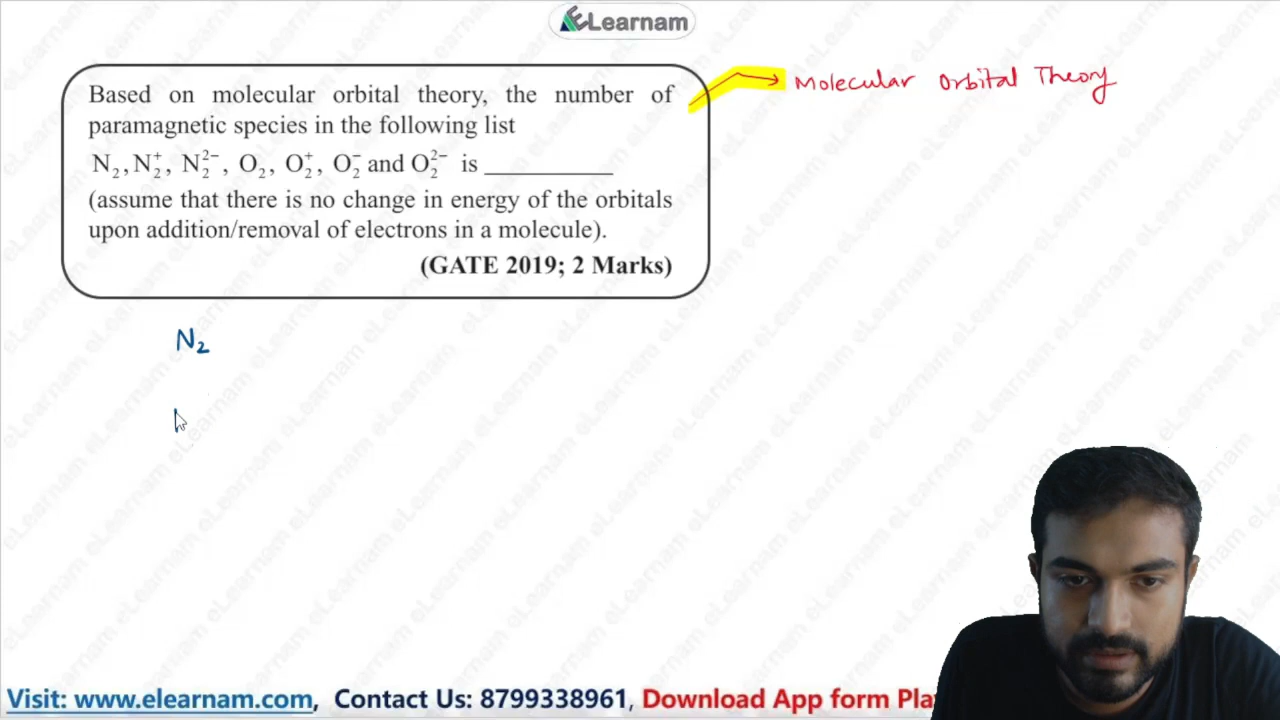 ELearnam
Based on molecular orbital theory, the number of
paramagnetic species in the following list
N₂, N₂⁺, N₂²⁻, O₂, O₂⁺, O₂⁻ and O₂²⁻ is __________
(assume that there is no change in energy of the orbitals
upon addition/removal of electrons in a molecule).
(GATE 2019; 2 Marks)
Molecular Orbital Theory
N₂
Visit: www.elearnam.com, Contact Us: 8799338961, Download App form Pla